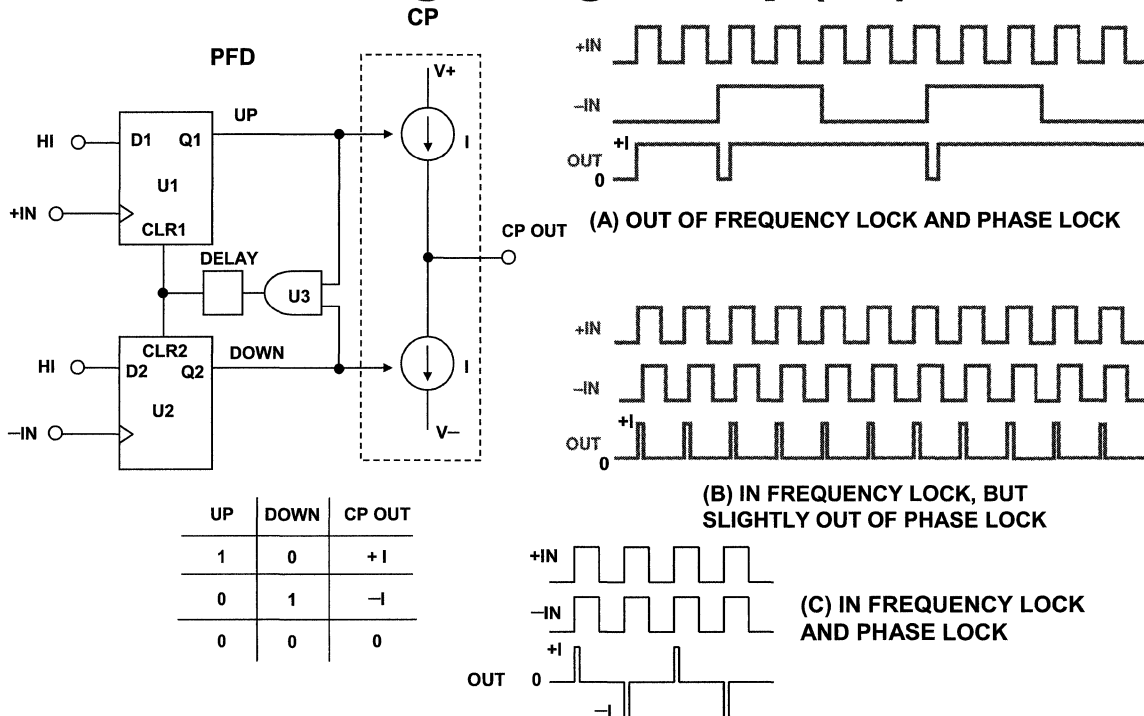 CP
PFD
V+
UP
HI
D1
Q1
I
U1
+IN
CLR1
CP OUT
DELAY
U3
CLR2
DOWN
HI
D2
Q2
I
U2
–IN
V–
UP DOWN CP OUT
1 0 +I
0 1 –I
0 0 0
+IN
–IN
+I
OUT
0
(A) OUT OF FREQUENCY LOCK AND PHASE LOCK
+IN
–IN
+I
OUT
0
(B) IN FREQUENCY LOCK, BUT
SLIGHTLY OUT OF PHASE LOCK
+IN
–IN
+I
OUT 0
–I
(C) IN FREQUENCY LOCK
AND PHASE LOCK